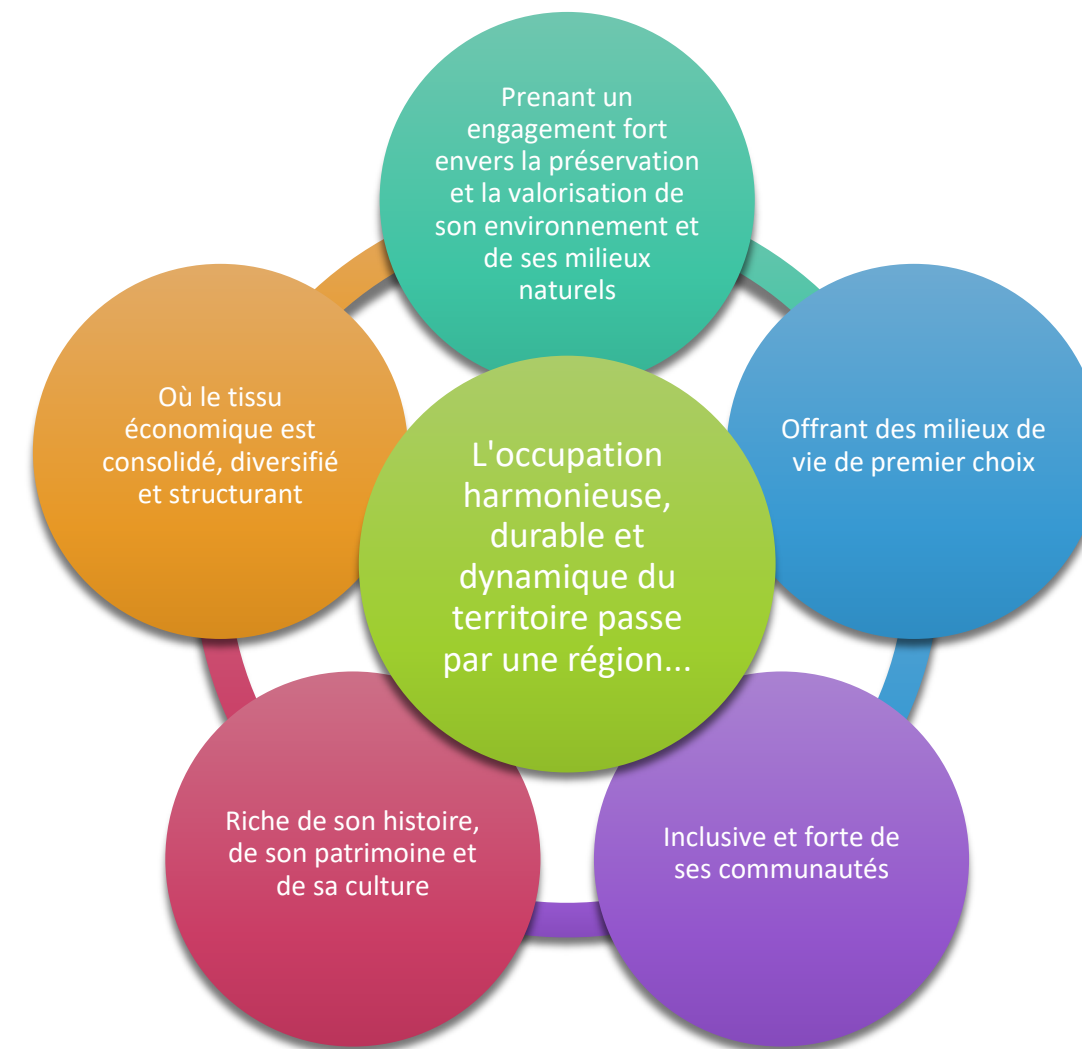 Prenant un
engagement fort
envers la préservation
et la valorisation de
son environnement et
de ses milieux
naturels
Où le tissu
économique est
consolidé, diversifié
et structurant
L'occupation
harmonieuse,
durable et
dynamique du
territoire passe
par une région...
Offrant des milieux de
vie de premier choix
Riche de son histoire,
de son patrimoine et
de sa culture
Inclusive et forte de
ses communautés